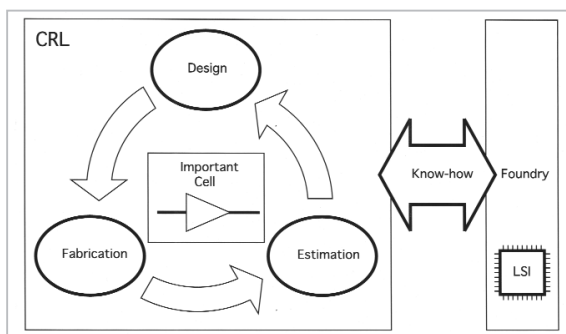 CRL
Design
Important
Cell
Know-how
Foundry
Fabrication
Estimation
LSI